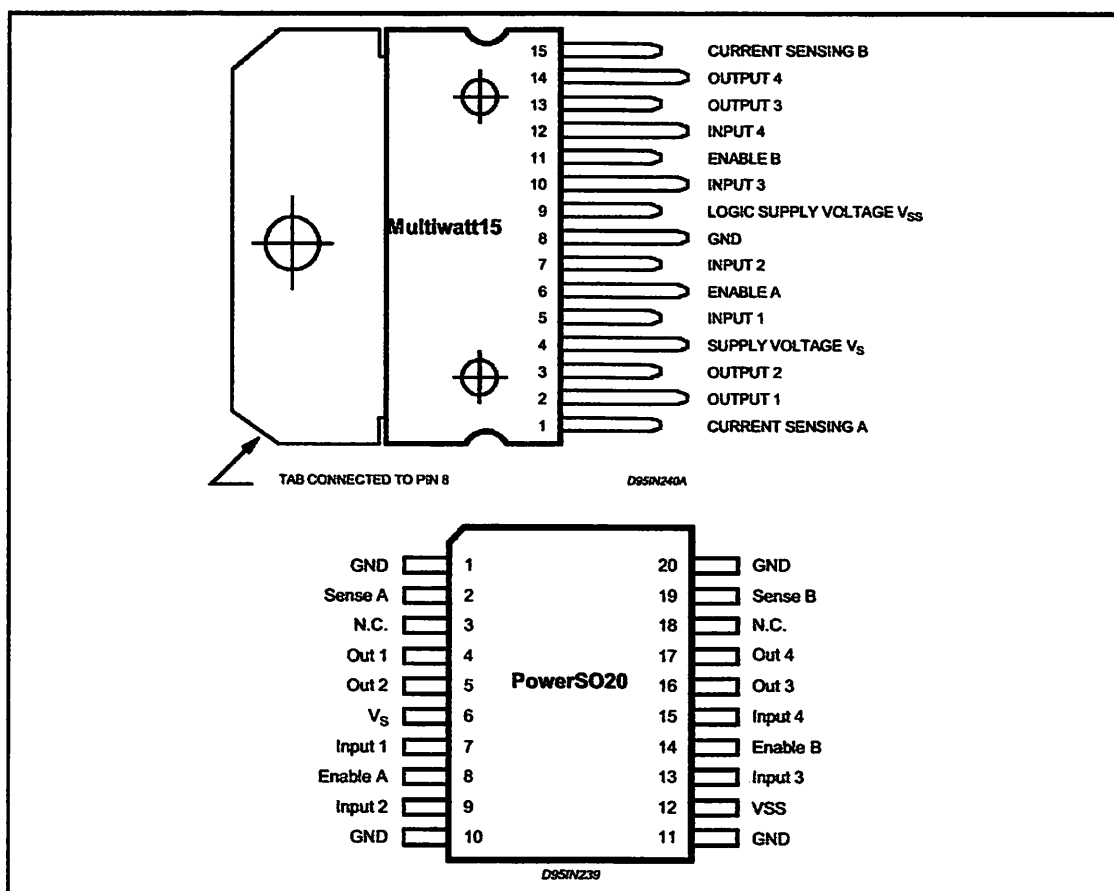 15 CURRENT SENSING B
14 OUTPUT 4
13 OUTPUT 3
12 INPUT 4
11 ENABLE B
10 INPUT 3
9 LOGIC SUPPLY VOLTAGE VSS
Multiwatt15
8 GND
7 INPUT 2
6 ENABLE A
5 INPUT 1
4 SUPPLY VOLTAGE VS
3 OUTPUT 2
2 OUTPUT 1
1 CURRENT SENSING A
TAB CONNECTED TO PIN 8
D95IN240A
GND 1 20 GND
Sense A 2 19 Sense B
N.C. 3 18 N.C.
Out 1 4 17 Out 4
PowerSO20
Out 2 5 16 Out 3
VS 6 15 Input 4
Input 1 7 14 Enable B
Enable A 8 13 Input 3
Input 2 9 12 VSS
GND 10 11 GND
D95IN239